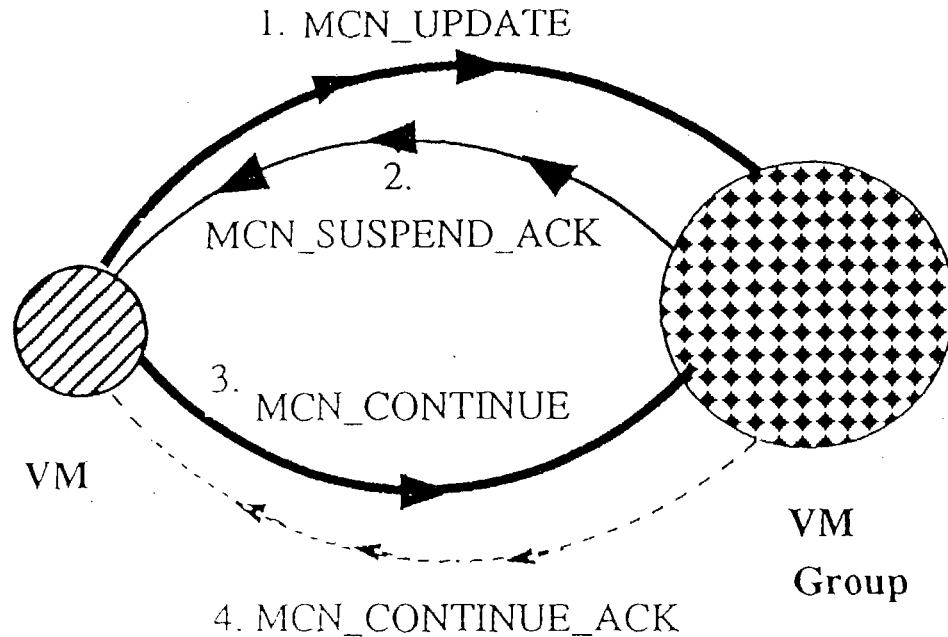 1. MCN_UPDATE
2.
MCN_SUSPEND_ACK
3.
MCN_CONTINUE
VM
VM
Group
4. MCN_CONTINUE_ACK